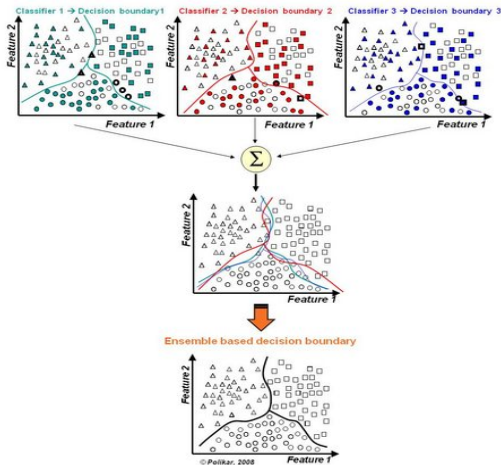 Classifier 1 → Decision boundary1
Classifier 2 → Decision boundary 2
Classifier 3 → Decision boundary 3
Feature 2
Feature 1
Feature 2
Feature 1
Feature 2
Feature 1
Σ
Feature 2
Feature 1
Ensemble based decision boundary
Feature 2
Feature 1
© Polikar, 2008